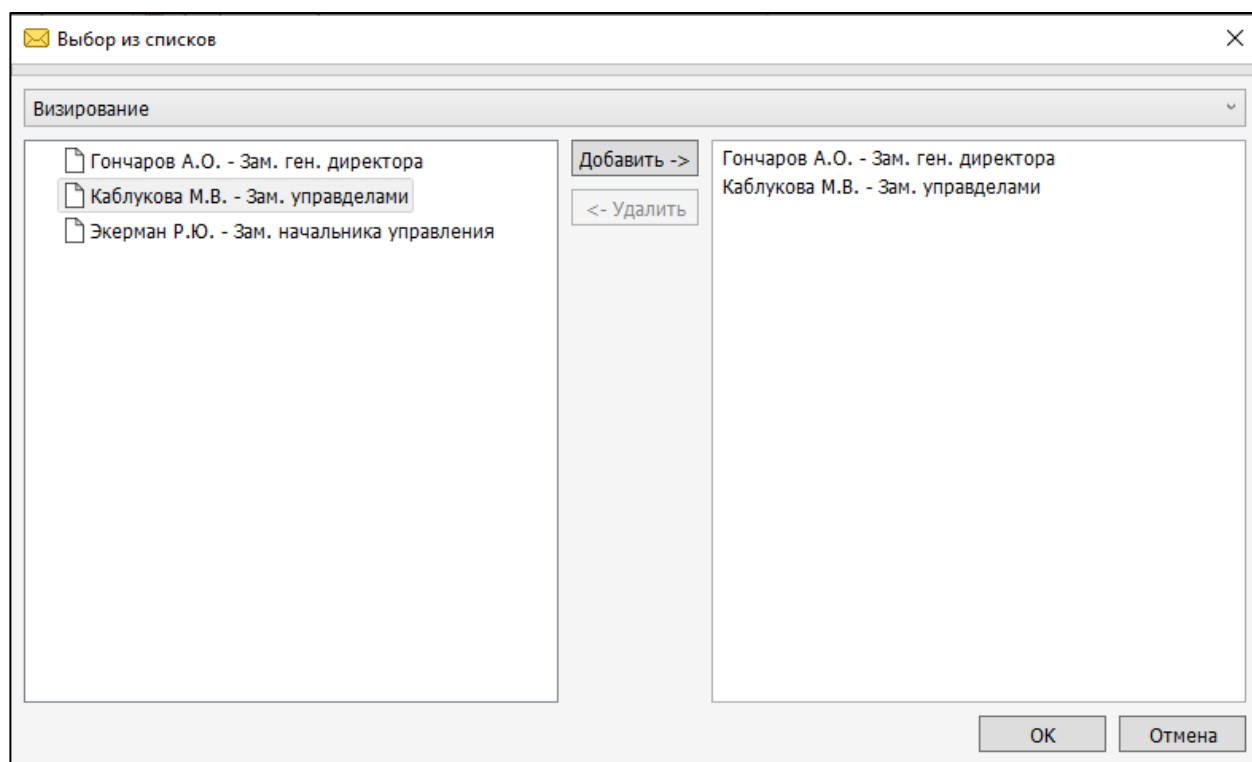 Выбор из списков
Визирование
Гончаров А.О. - Зам. ген. директора
Каблукова М.В. - Зам. управделами
Экерман Р.Ю. - Зам. начальника управления
Добавить ->
<- Удалить
Гончаров А.О. - Зам. ген. директора
Каблукова М.В. - Зам. управделами
ОК
Отмена